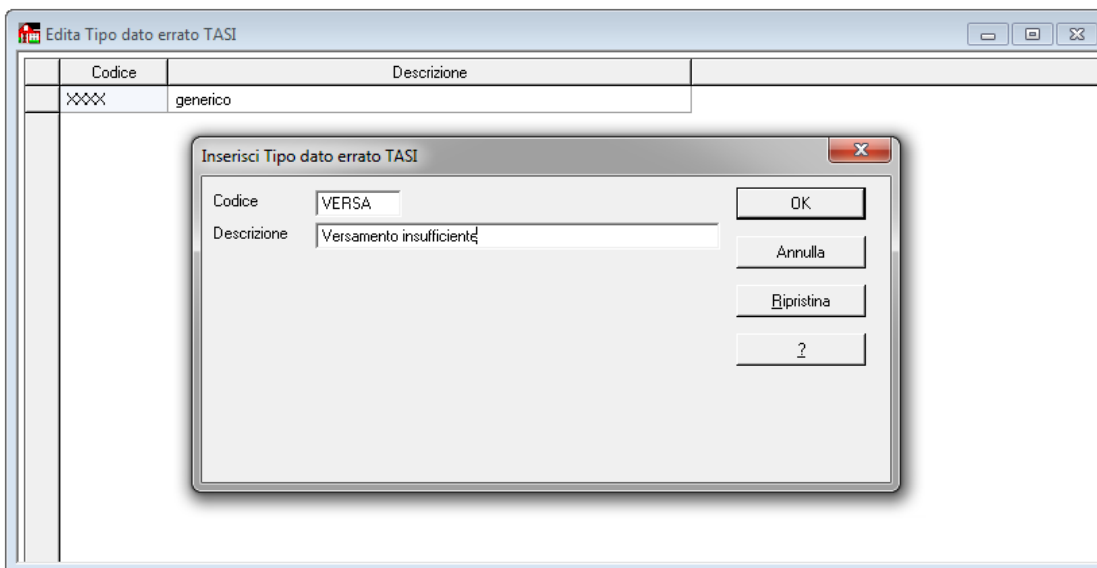 Edita Tipo dato errato TASI
Codice Descrizione
XXXX generico
Inserisci Tipo dato errato TASI
Codice VERSA OK
Descrizione Versamento insufficiente
Annulla
Ripristina
?